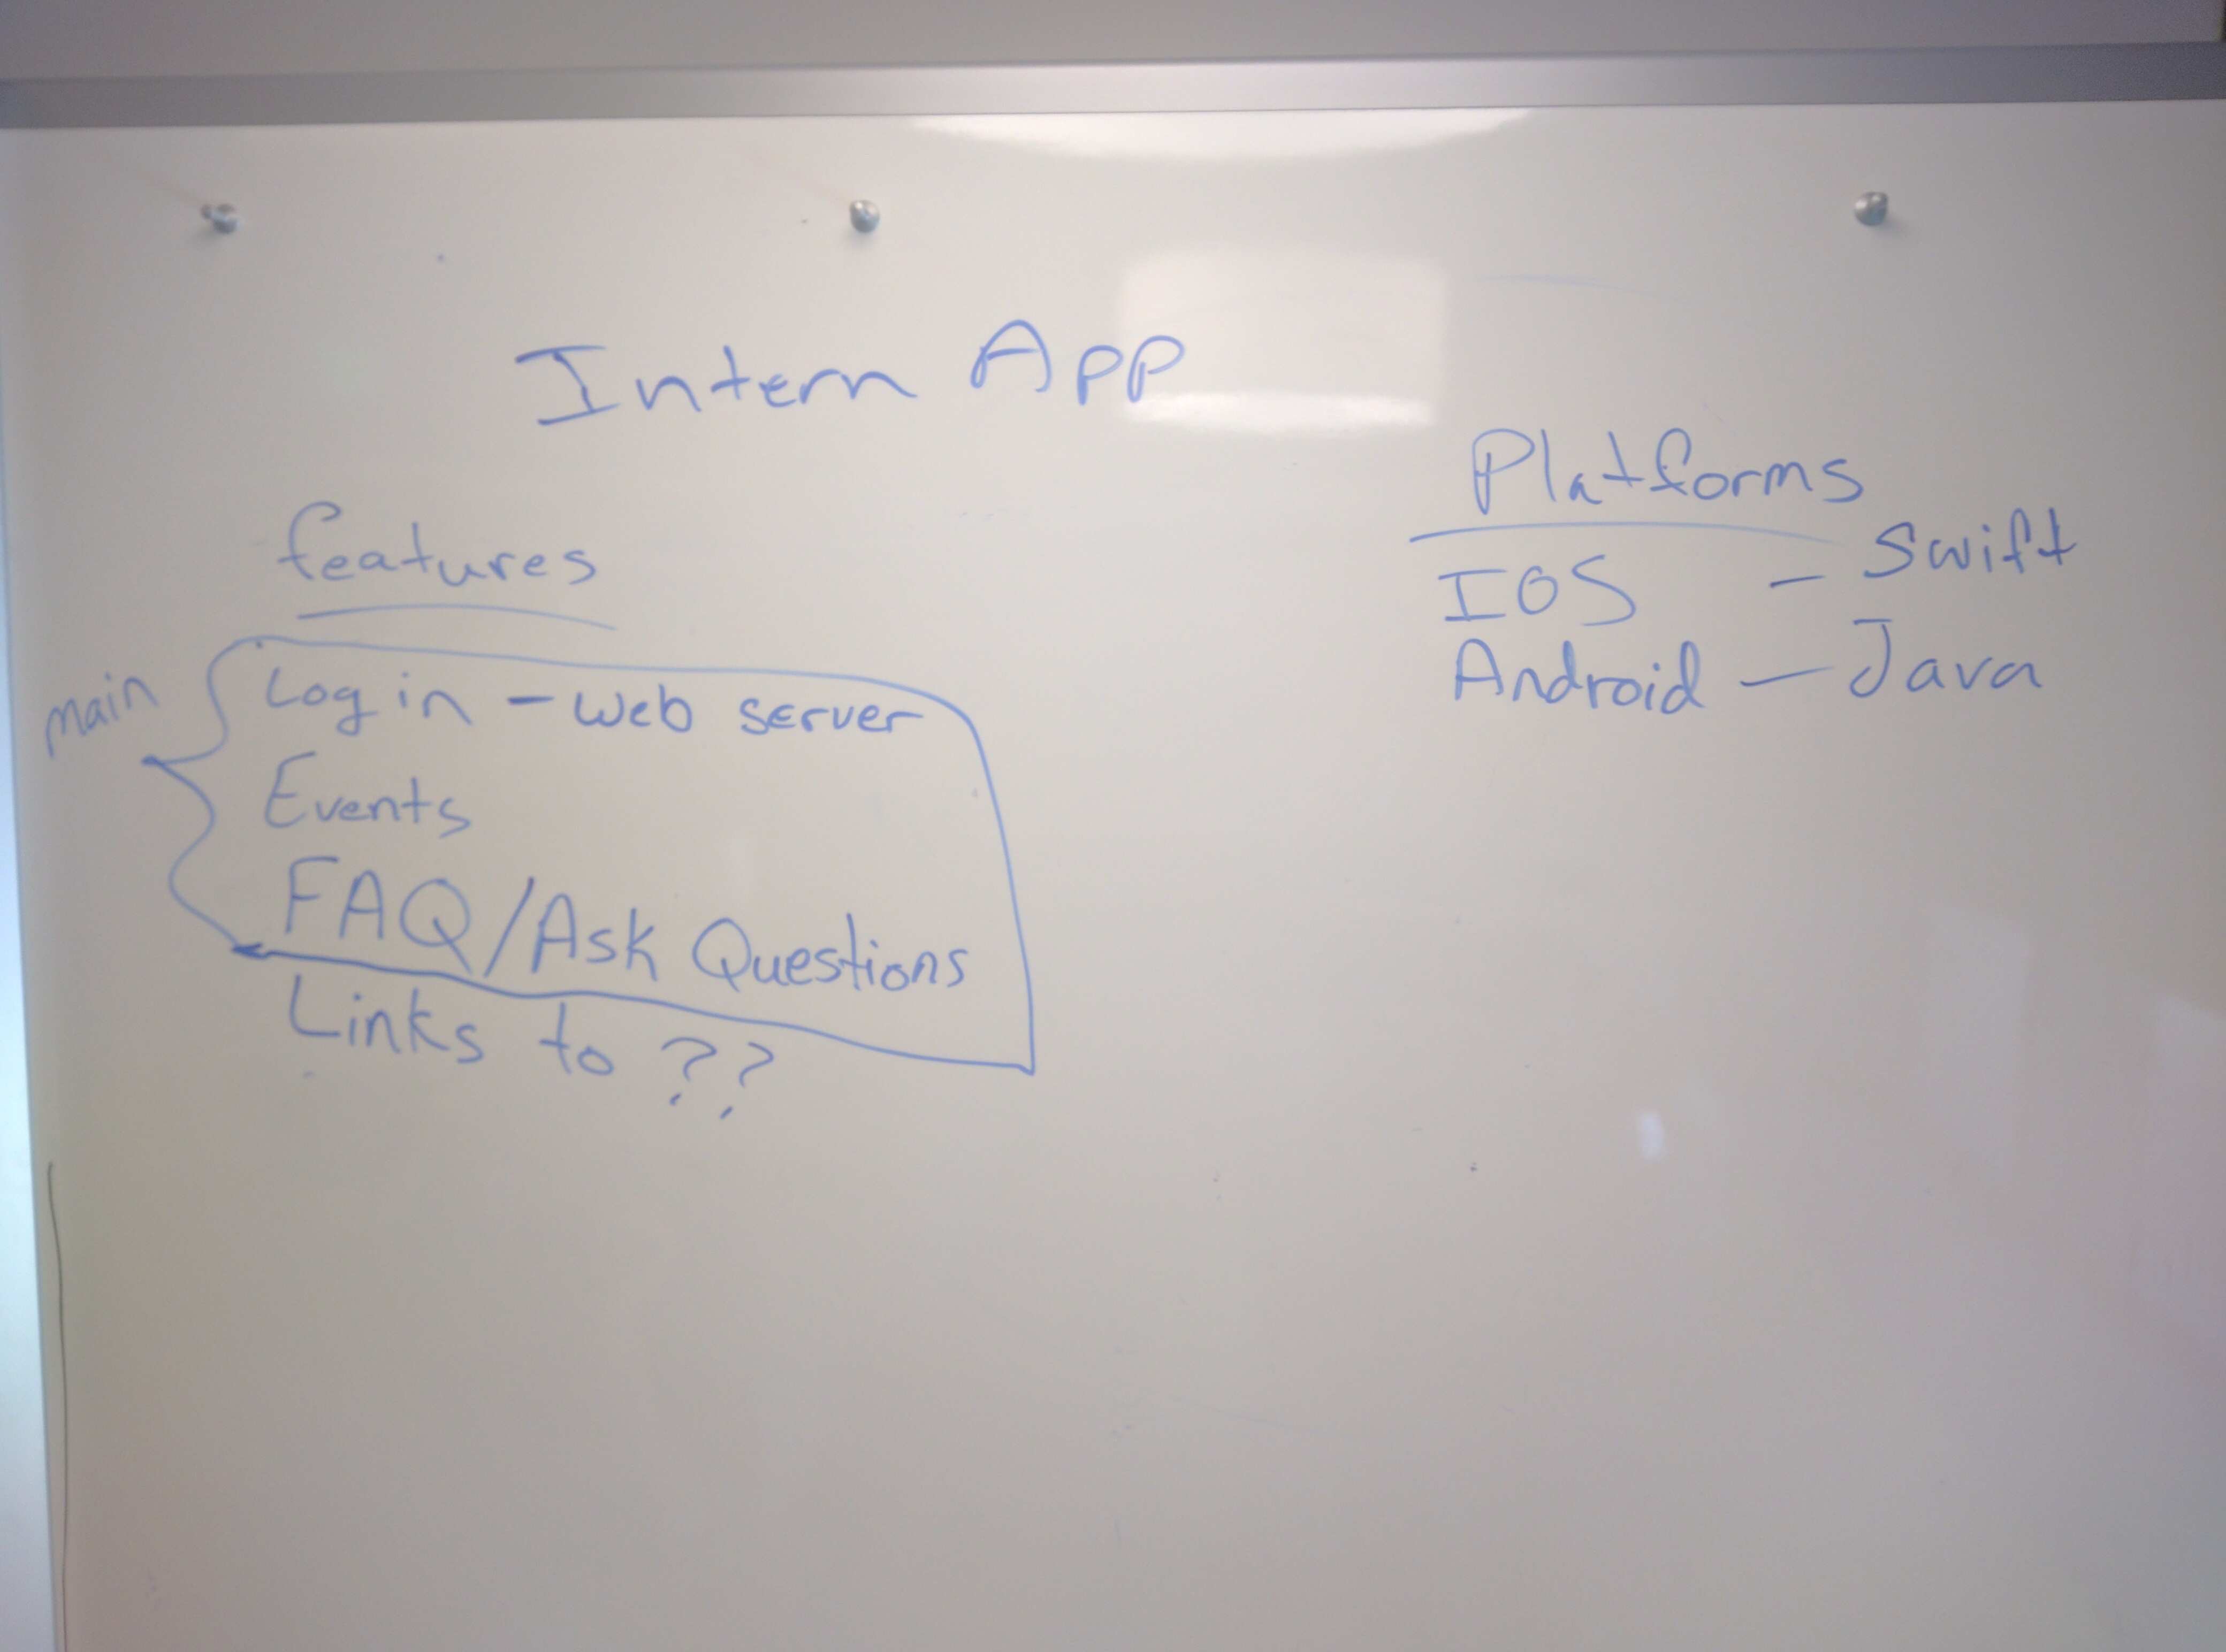 Intern App
features
main
Log in - Web server
Events
FAQ/Ask Questions
Links to ??
Platforms
IOS - Swift
Android - Java